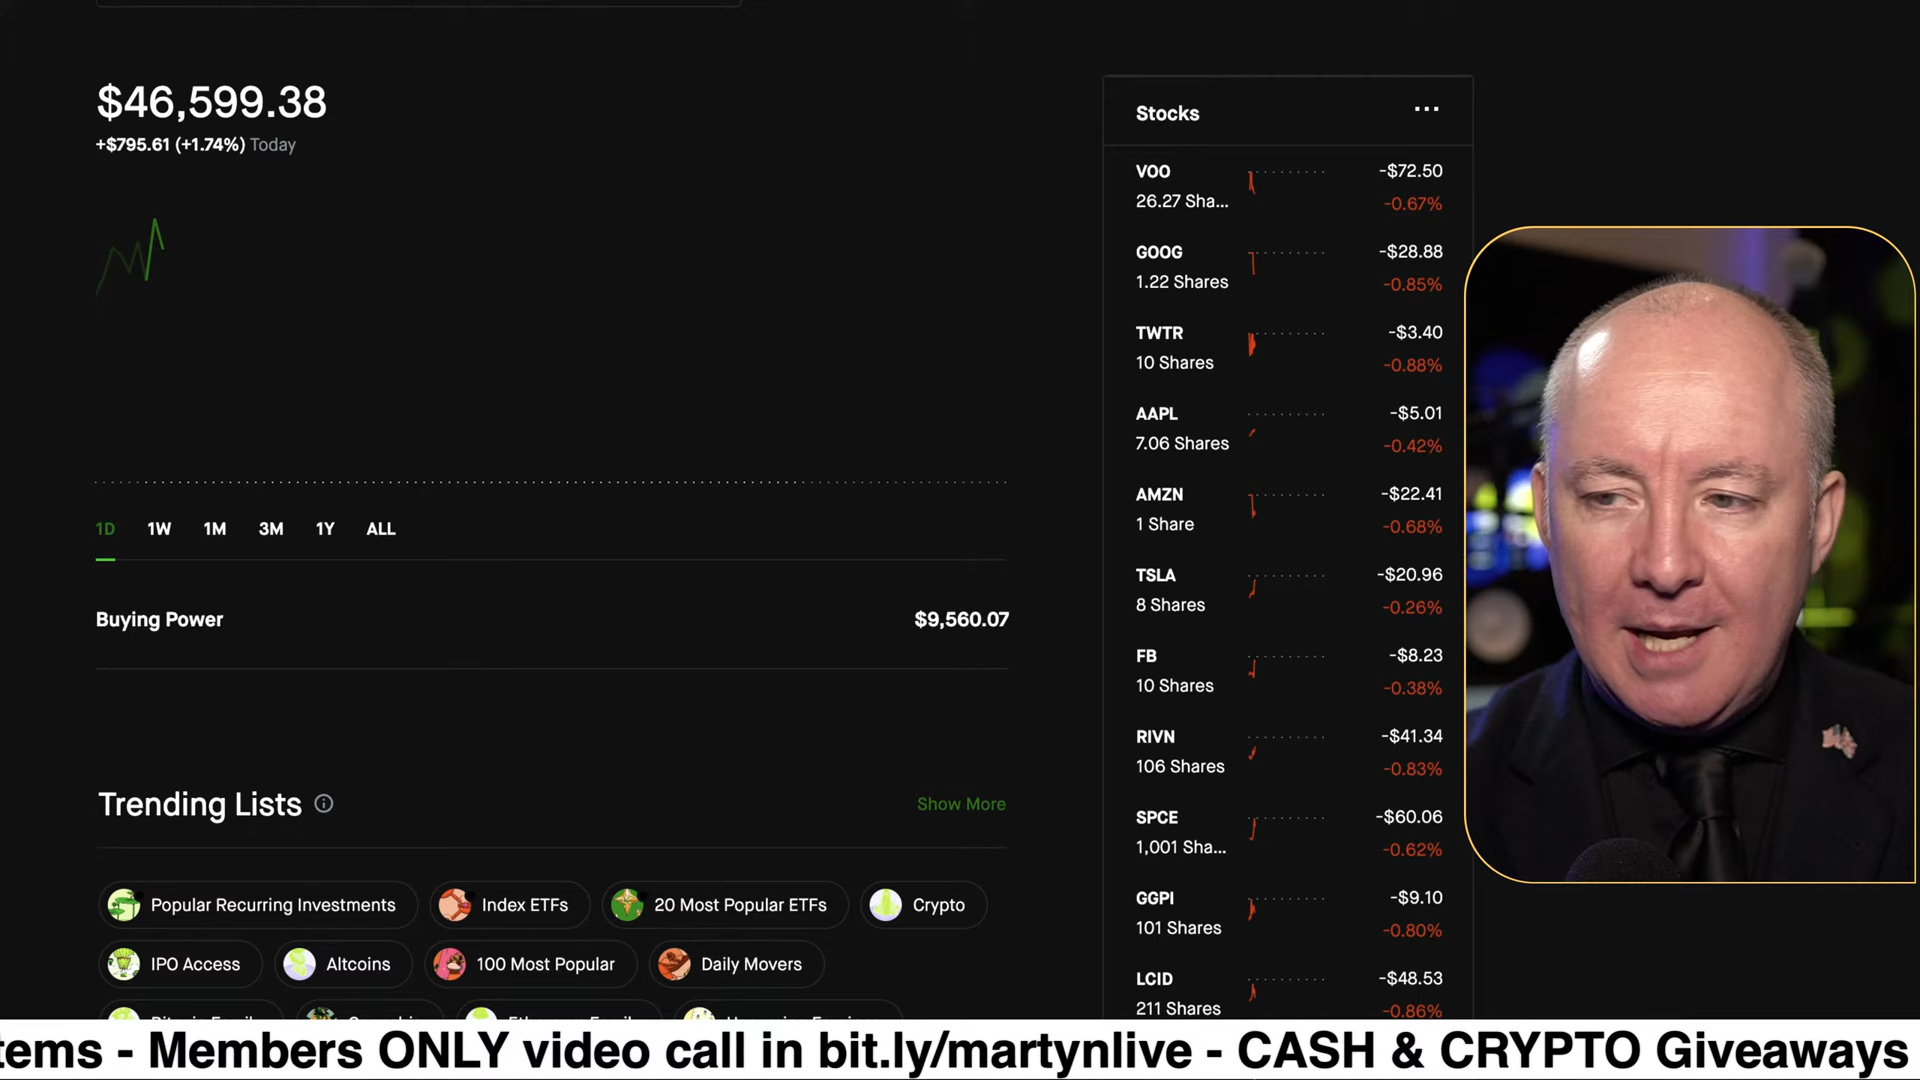 $46,599.38
+$795.61 (+1.74%) Today
1D 1W 1M 3M 1Y ALL
Buying Power $9,560.07
Trending Lists Show More
Popular Recurring Investments Index ETFs 20 Most Popular ETFs Crypto
IPO Access Altcoins 100 Most Popular Daily Movers
Stocks
VOO -$72.50
26.27 Sha... -0.67%
GOOG -$28.88
1.22 Shares -0.85%
TWTR -$3.40
10 Shares -0.88%
AAPL -$5.01
7.06 Shares -0.42%
AMZN -$22.41
1 Share -0.68%
TSLA -$20.96
8 Shares -0.26%
FB -$8.23
10 Shares -0.38%
RIVN -$41.34
106 Shares -0.83%
SPCE -$60.06
1,001 Sha... -0.62%
GGPI -$9.10
101 Shares -0.80%
LCID -$48.53
211 Shares -0.86%
tems - Members ONLY video call in bit.ly/martynlive - CASH & CRYPTO Giveaways